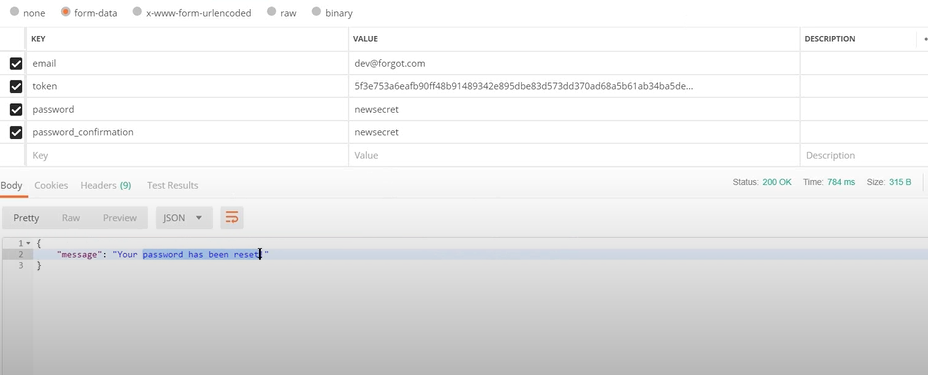 none form-data x-www-form-urlencoded raw binary
KEY VALUE DESCRIPTION
email dev@forgot.com
token 5f3e753a6eafb90ff48b91489342e895dbe83d573dd370ad68a5b61ab34ba5de...
password newsecret
password_confirmation newsecret
Key Value Description
Body Cookies Headers (9) Test Results Status: 200 OK Time: 784 ms Size: 315 B
Pretty Raw Preview JSON
1 {
2 "message": "Your password has been reset!"
3 }